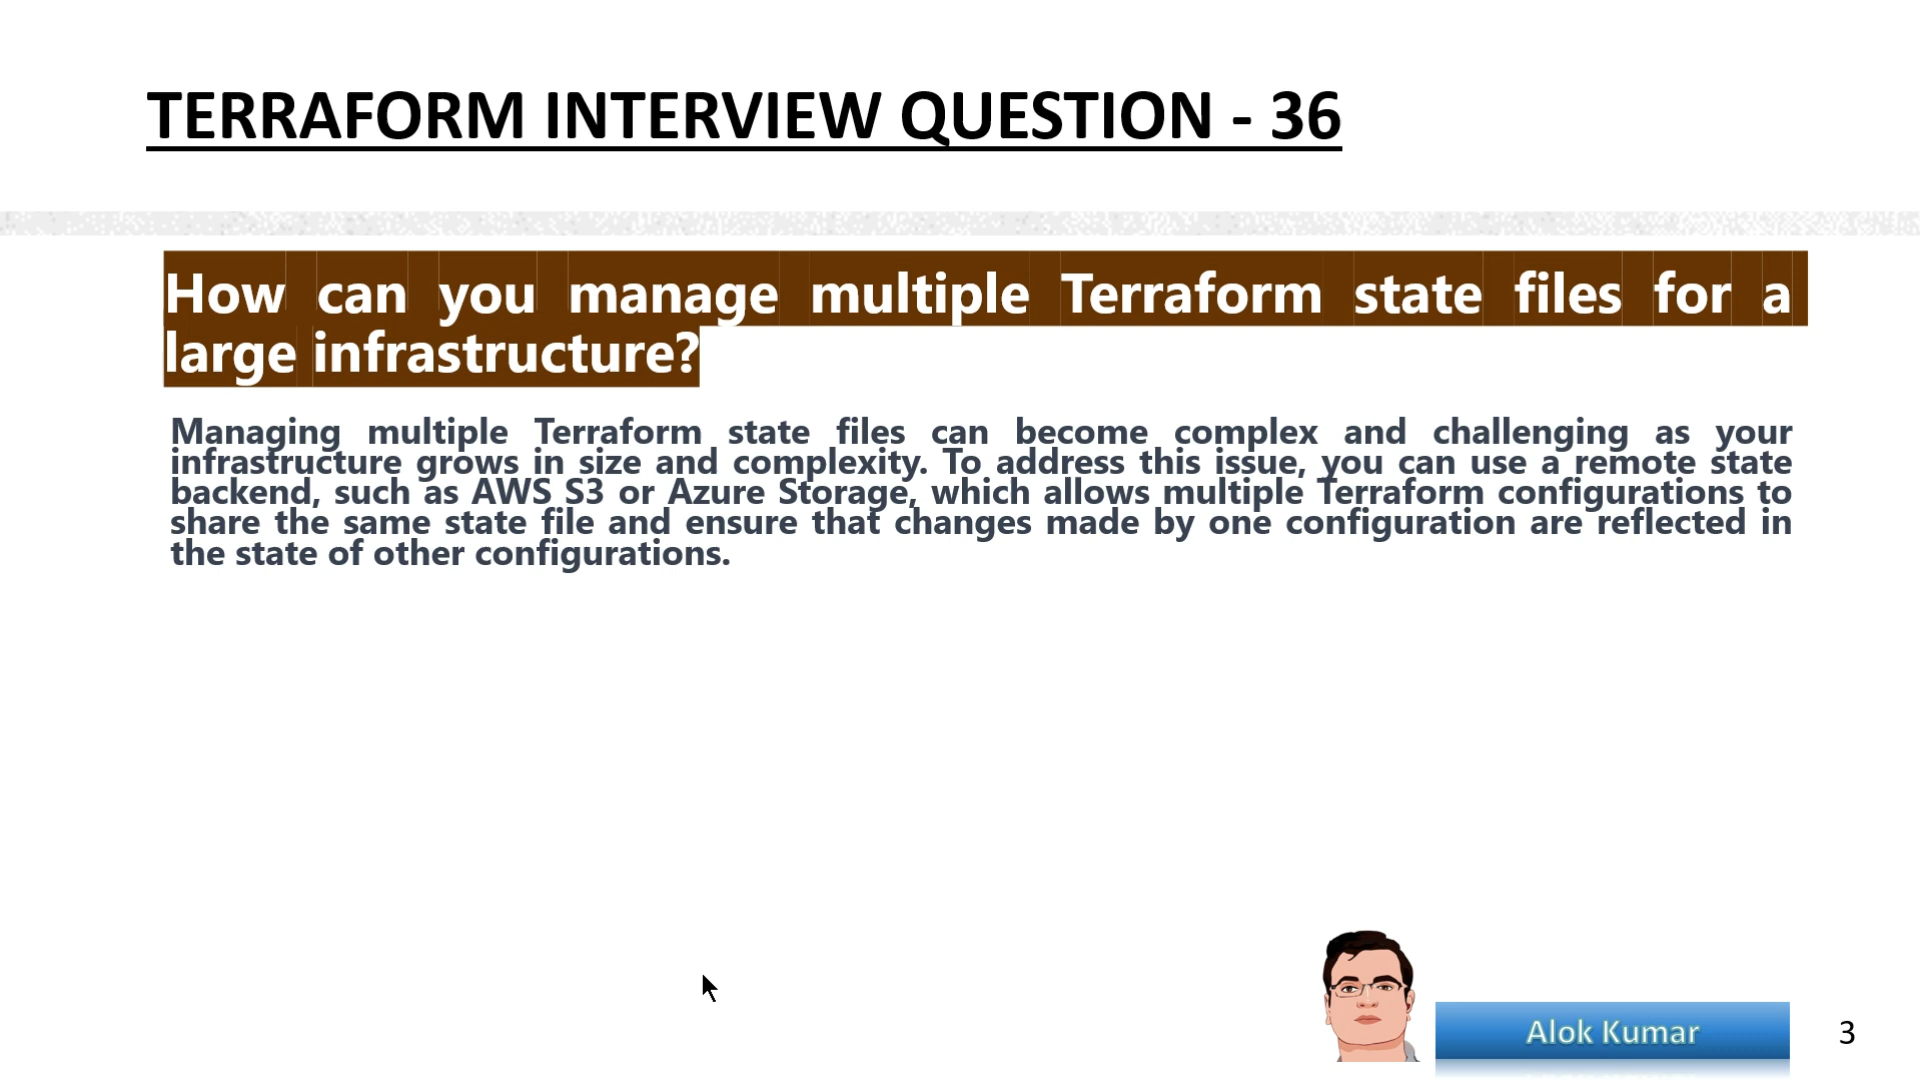 TERRAFORM INTERVIEW QUESTION - 36
How can you manage multiple Terraform state files for a
large infrastructure?
Managing multiple Terraform state files can become complex and challenging as your
infrastructure grows in size and complexity. To address this issue, you can use a remote state
backend, such as AWS S3 or Azure Storage, which allows multiple Terraform configurations to
share the same state file and ensure that changes made by one configuration are reflected in
the state of other configurations.
Alok Kumar
3